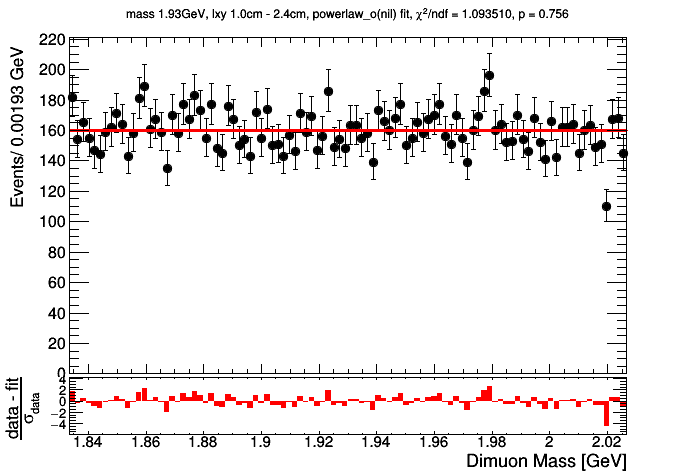 mass 1.93GeV, lxy 1.0cm - 2.4cm, powerlaw_o(nil) fit, χ²/ndf = 1.093510, p = 0.756
Events/ 0.00193 GeV
220
200
180
160
140
120
100
80
60
40
20
0
data - fit
σdata
4
2
0
−2
−4
1.84 1.86 1.88 1.9 1.92 1.94 1.96 1.98 2 2.02
Dimuon Mass [GeV]